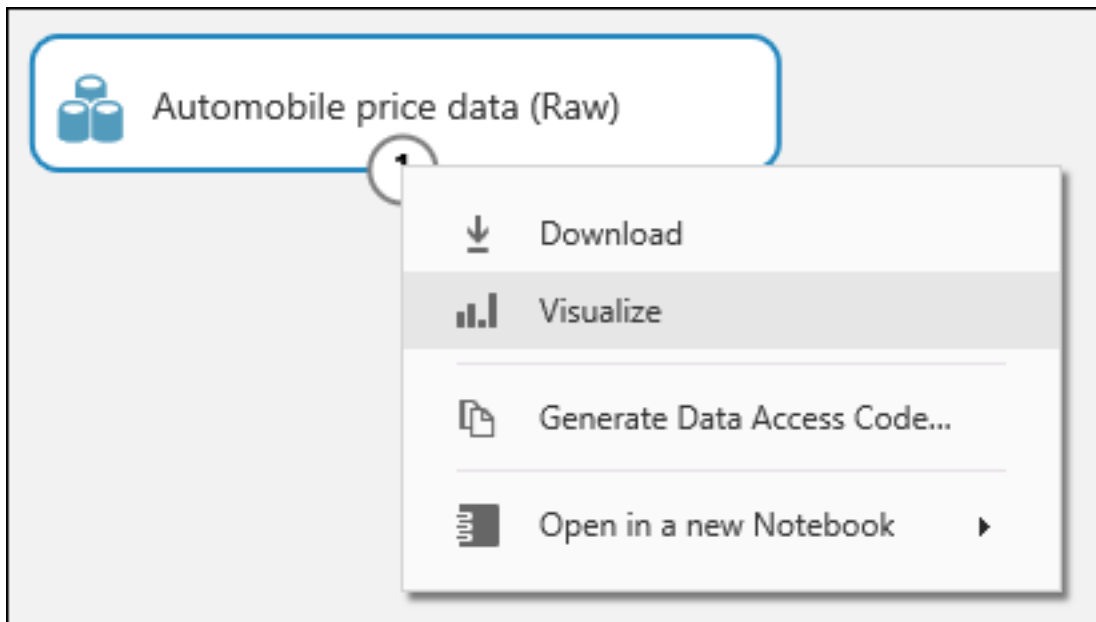 Automobile price data (Raw)
1
Download
Visualize
Generate Data Access Code...
Open in a new Notebook